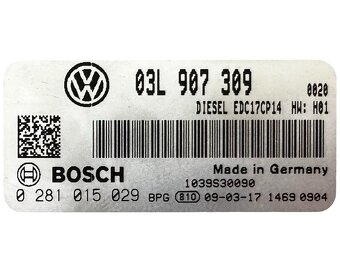 03L 907 309
0020
DIESEL EDC17CP14 HW: H01
Made in Germany
BOSCH
1039S30090
0 281 015 029 BPG 810 09-03-17 1469 0904